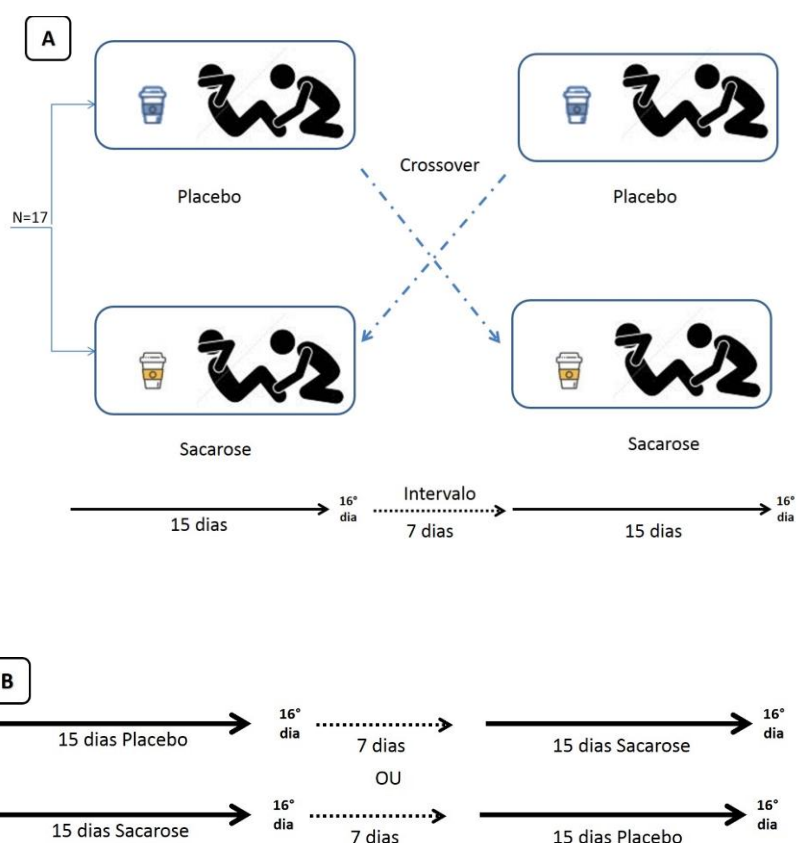 A
Crossover
Placebo
Placebo
N=17
Sacarose
Sacarose
15 dias
16°
dia
Intervalo
7 dias
15 dias
16°
dia
B
15 dias Placebo
16°
dia
7 dias
15 dias Sacarose
16°
dia
OU
15 dias Sacarose
16°
dia
7 dias
15 dias Placebo
16°
dia